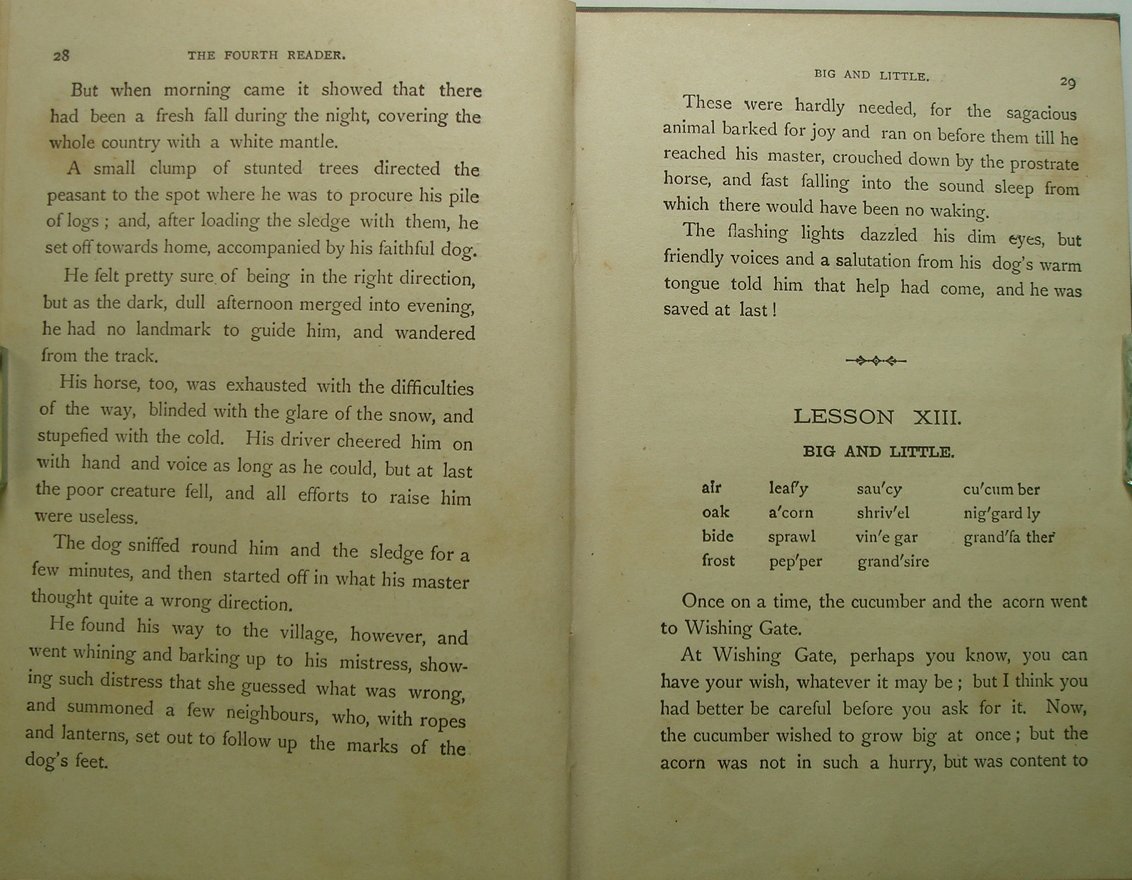 28
THE FOURTH READER.
But when morning came it showed that there
had been a fresh fall during the night, covering the
whole country with a white mantle.
A small clump of stunted trees directed the
peasant to the spot where he was to procure his pile
of logs ; and, after loading the sledge with them, he
set off towards home, accompanied by his faithful dog.
He felt pretty sure of being in the right direction,
but as the dark, dull afternoon merged into evening,
he had no landmark to guide him, and wandered
from the track.
His horse, too, was exhausted with the difficulties
of the way, blinded with the glare of the snow, and
stupefied with the cold. His driver cheered him on
with hand and voice as long as he could, but at last
the poor creature fell, and all efforts to raise him
were useless.
The dog sniffed round him and the sledge for a
few minutes, and then started off in what his master
thought quite a wrong direction.
He found his way to the village, however, and
went whining and barking up to his mistress, show-
ing such distress that she guessed what was wrong,
and summoned a few neighbours, who, with ropes
and lanterns, set out to follow up the marks of the
dog's feet.
BIG AND LITTLE.
29
These were hardly needed, for the sagacious
animal barked for joy and ran on before them till he
reached his master, crouched down by the prostrate
horse, and fast falling into the sound sleep from
which there would have been no waking.
The flashing lights dazzled his dim eyes, but
friendly voices and a salutation from his dog's warm
tongue told him that help had come, and he was
saved at last !
LESSON XIII.
BIG AND LITTLE.
air leaf'y sau'cy cu'cum ber
oak a'corn shriv'el nig'gard ly
bide sprawl vin'e gar grand'fa ther
frost pep'per grand'sire
Once on a time, the cucumber and the acorn went
to Wishing Gate.
At Wishing Gate, perhaps you know, you can
have your wish, whatever it may be ; but I think you
had better be careful before you ask for it. Now,
the cucumber wished to grow big at once ; but the
acorn was not in such a hurry, but was content to